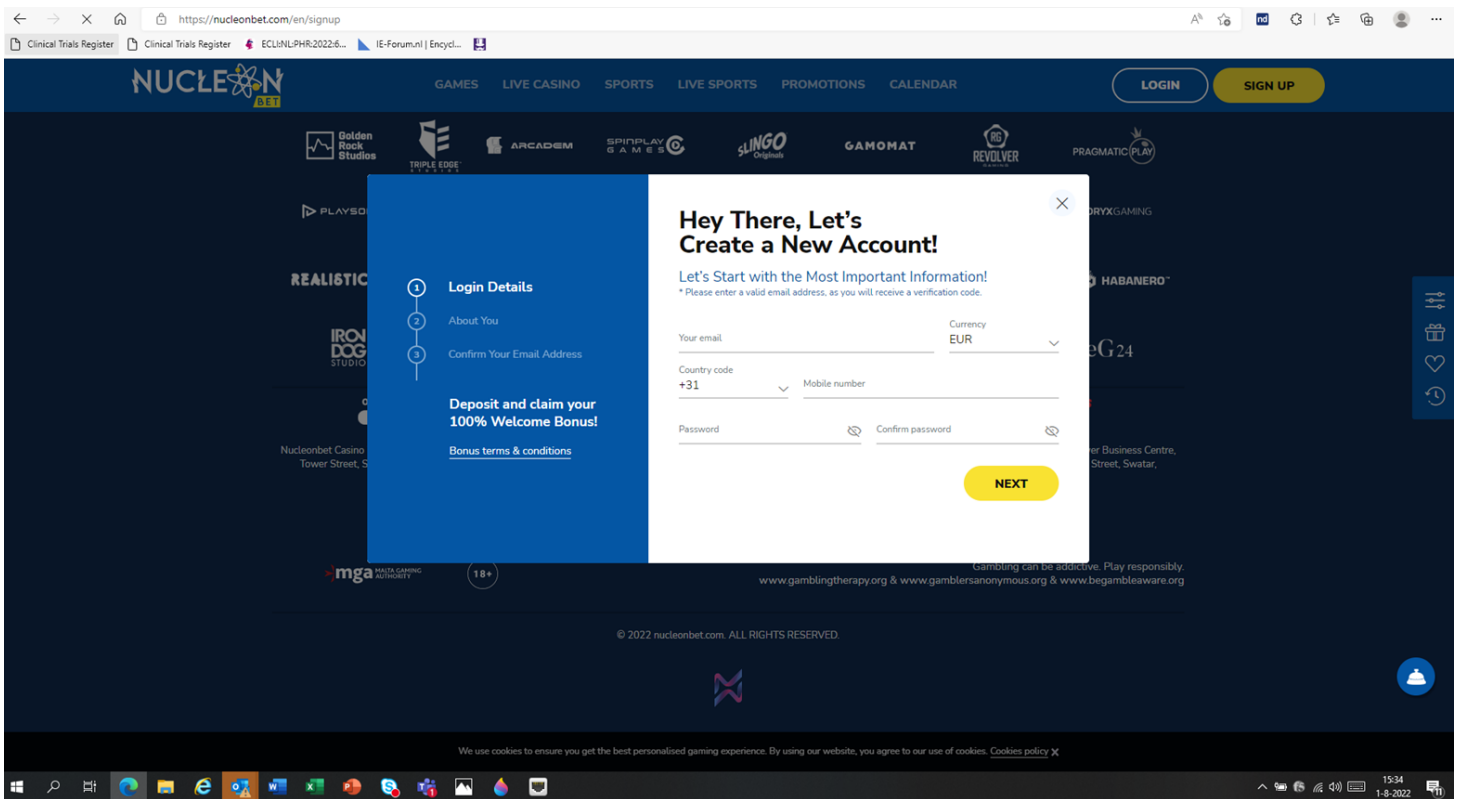 https://nucleonbet.com/en/signup
Clinical Trials Register Clinical Trials Register ECLI:NL:PHR:2022:6... IE-Forum.nl | Encycl...
NUCLEON BET GAMES LIVE CASINO SPORTS LIVE SPORTS PROMOTIONS CALENDAR LOGIN SIGN UP
Golden Rock Studios TRIPLE EDGE STUDIOS ARCADEM SPINPLAY GAMES SLINGO Originals GAMOMAT RG REVOLVER GAMING PRAGMATIC PLAY
PLAYSO
ORYXGAMING
REALISTIC
HABANERO
IRON DOG STUDIO
eG24
Hey There, Let's
Create a New Account!
Let's Start with the Most Important Information!
* Please enter a valid email address, as you will receive a verification code.
Your email
Currency
EUR
Country code
+31
Mobile number
Password
Confirm password
NEXT
1 Login Details
2 About You
3 Confirm Your Email Address
Deposit and claim your
100% Welcome Bonus!
Bonus terms & conditions
Nucleonbet Casino
Tower Street, S
er Business Centre,
Street, Swatar,
mga MALTA GAMING AUTHORITY
18+
Gambling can be addictive. Play responsibly.
www.gamblingtherapy.org & www.gamblersanonymous.org & www.begambleaware.org
© 2022 nucleonbet.com. ALL RIGHTS RESERVED.
We use cookies to ensure you get the best personalised gaming experience. By using our website, you agree to our use of cookies. Cookies policy X
15:34
1-8-2022